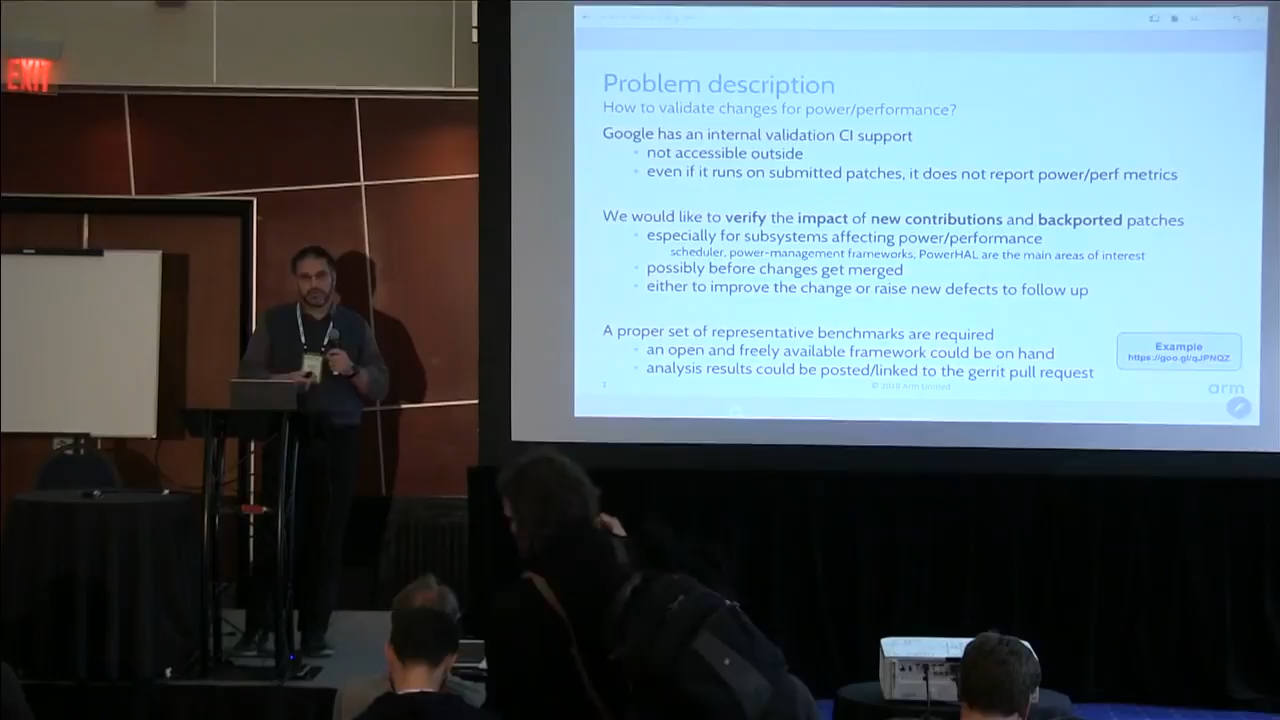 EXIT
Problem description
How to validate changes for power/performance?
Google has an internal validation CI support
not accessible outside
even if it runs on submitted patches, it does not report power/perf metrics
We would like to verify the impact of new contributions and backported patches
especially for subsystems affecting power/performance
scheduler, power-management frameworks, PowerHAL are the main areas of interest
possibly before changes get merged
either to improve the change or raise new defects to follow up
A proper set of representative benchmarks are required
an open and freely available framework could be on hand
analysis results could be posted/linked to the gerrit pull request
Example
https://goo.gl/qJPNQZ
© 2018 Arm Limited
arm